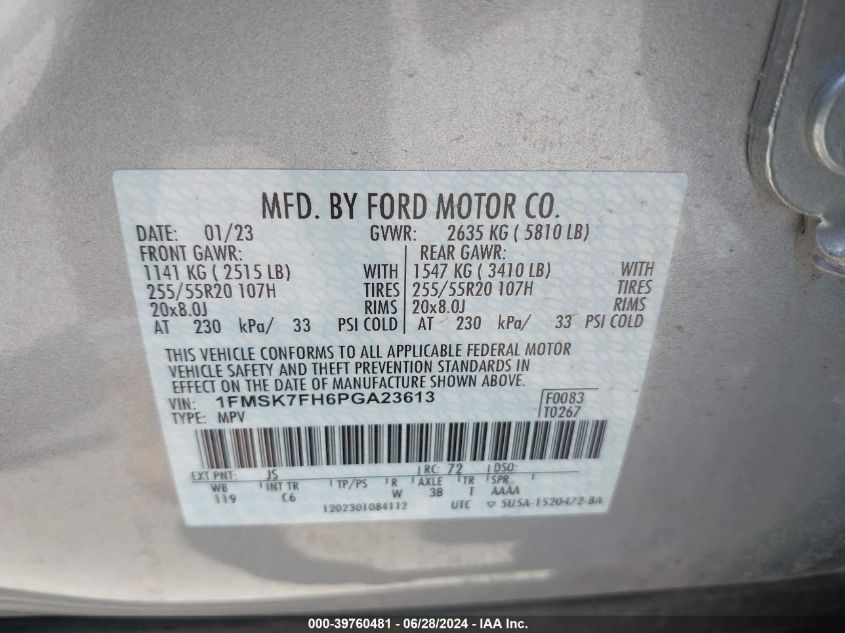 MFD. BY FORD MOTOR CO.
DATE: 01/23 GVWR: 2635 KG ( 5810 LB)
FRONT GAWR: REAR GAWR:
1141 KG ( 2515 LB) WITH 1547 KG ( 3410 LB) WITH
255/55R20 107H TIRES 255/55R20 107H TIRES
20x8.0J RIMS 20x8.0J RIMS
AT 230 kPa/ 33 PSI COLD AT 230 kPa/ 33 PSI COLD
THIS VEHICLE CONFORMS TO ALL APPLICABLE FEDERAL MOTOR
VEHICLE SAFETY AND THEFT PREVENTION STANDARDS IN
EFFECT ON THE DATE OF MANUFACTURE SHOWN ABOVE.
VIN: 1FMSK7FH6PGA23613 F0083
TYPE: MPV T0267
EXT PNT: JS RC: 72 DSO:
WB INT TR TP/PS R AXLE TR SPR
119 C6 W 3B T AAAA
1202301084112 UTC 5U5A-1520472-BA
000-39760481 | 06/28/2024 | IAA Inc.